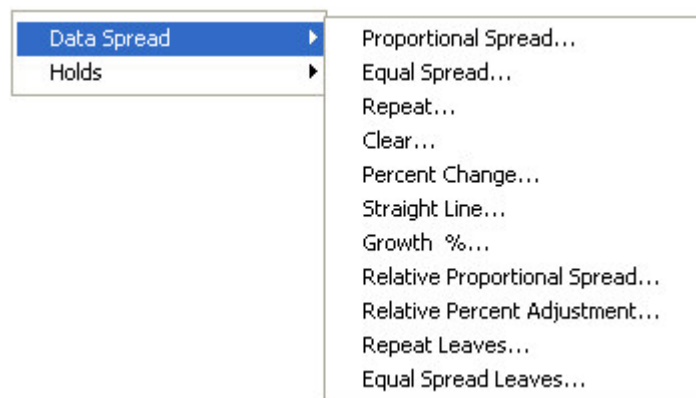 Data Spread
Holds
Proportional Spread...
Equal Spread...
Repeat...
Clear...
Percent Change...
Straight Line...
Growth  %...
Relative Proportional Spread...
Relative Percent Adjustment...
Repeat Leaves...
Equal Spread Leaves...